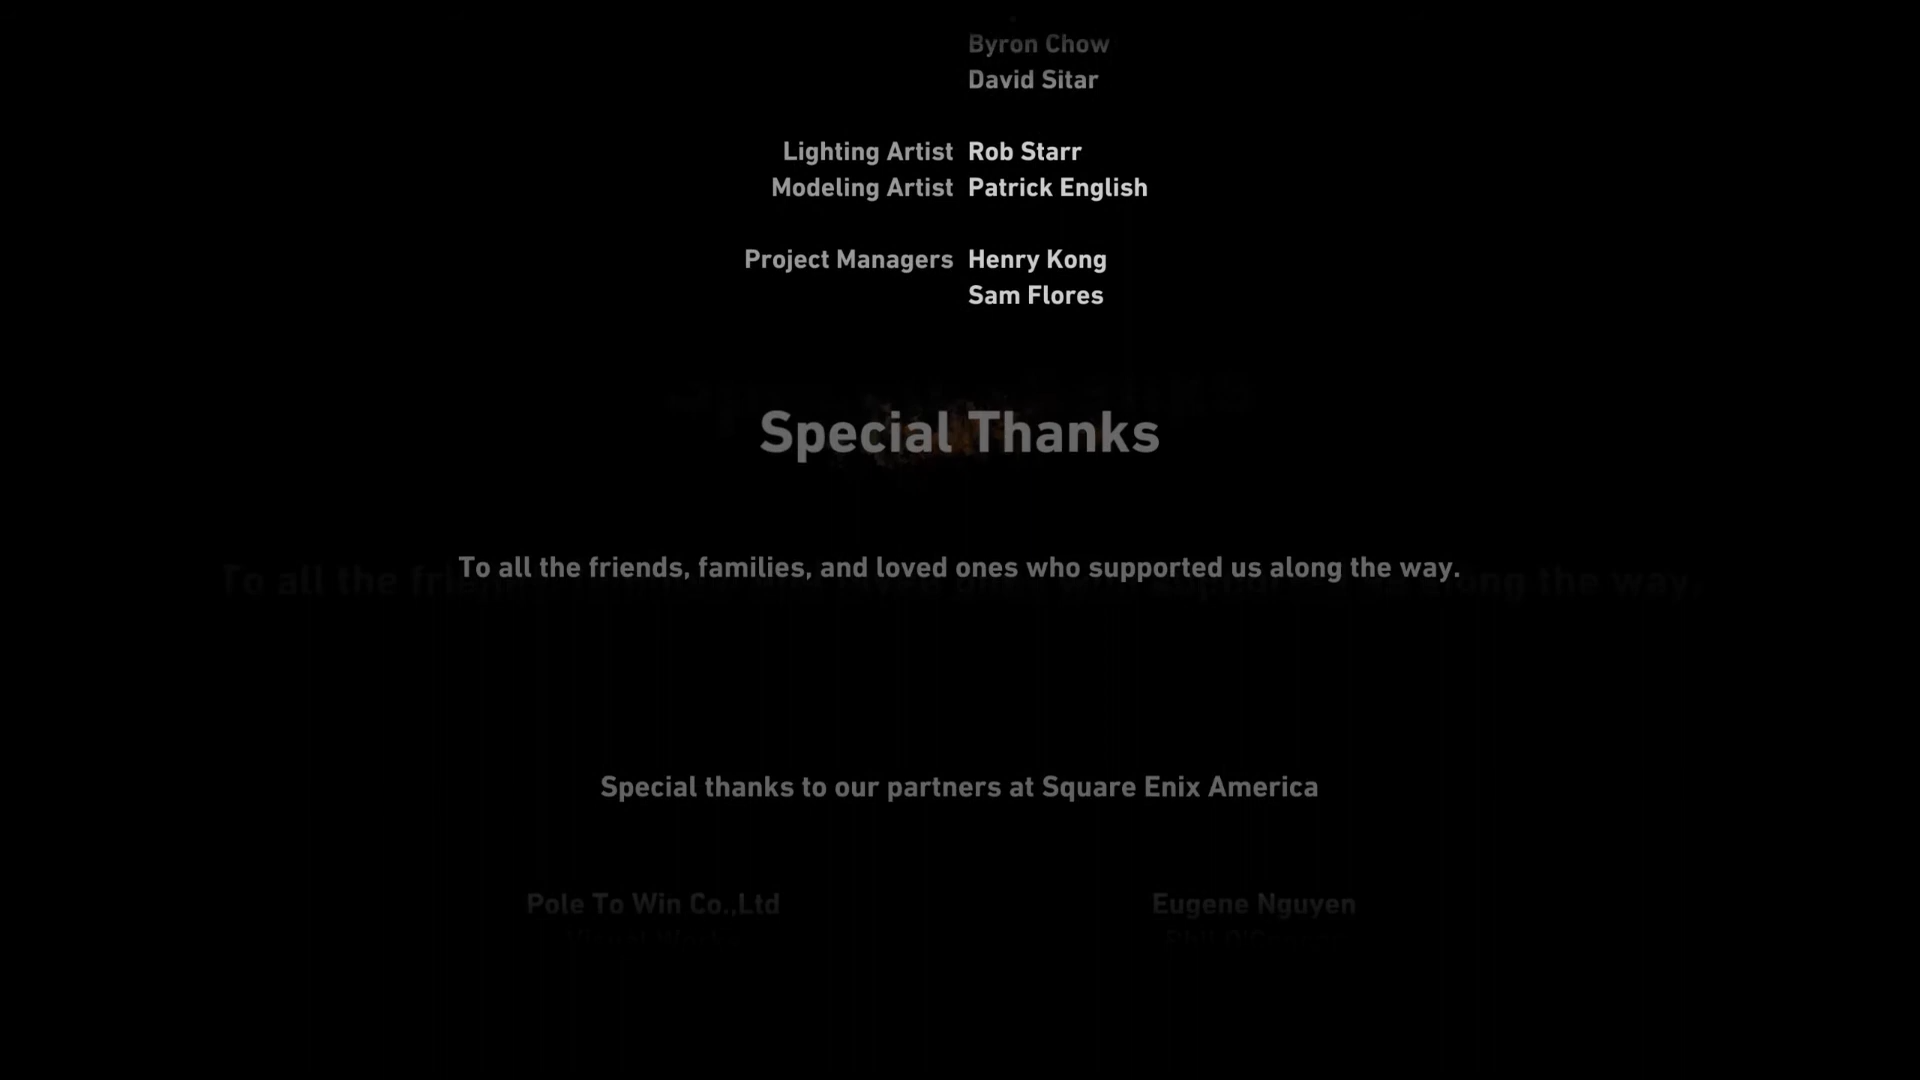 Byron Chow
David Sitar
Lighting Artist Rob Starr
Modeling Artist Patrick English
Project Managers Henry Kong
Sam Flores
Special Thanks
To all the friends, families, and loved ones who supported us along the way.
Special thanks to our partners at Square Enix America
Pole To Win Co.,Ltd Eugene Nguyen